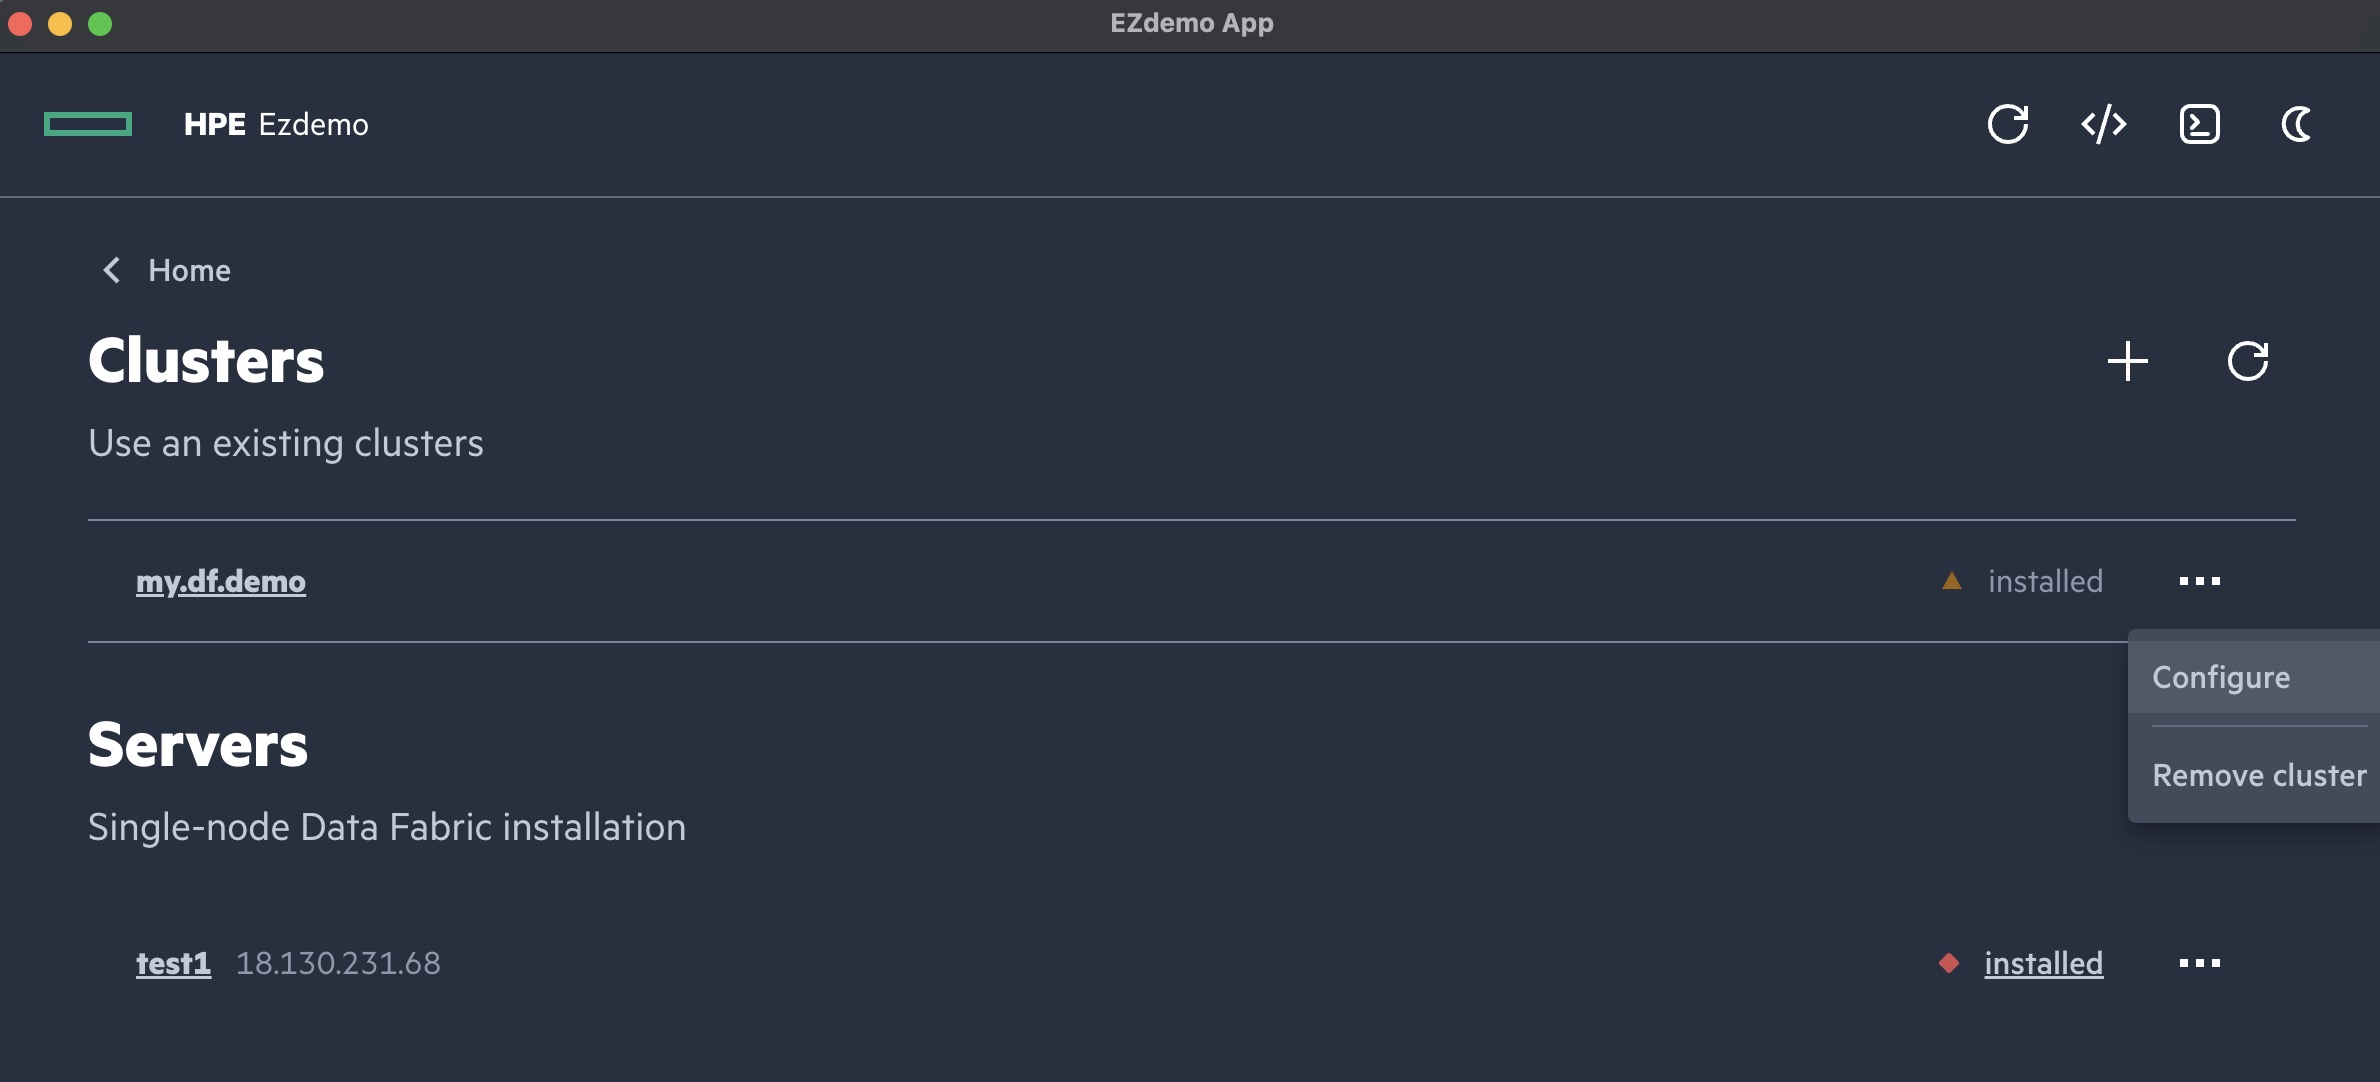 EZdemo App
HPE Ezdemo
Home
Clusters
Use an existing clusters
my.df.demo installed
Configure
Remove cluster
Servers
Single-node Data Fabric installation
test1 18.130.231.68 installed